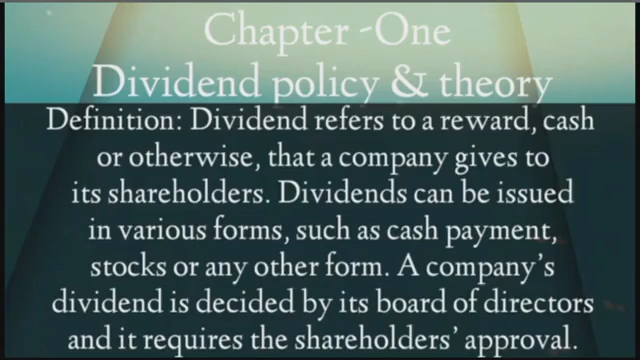 Chapter -One
Dividend policy & theory
Definition: Dividend refers to a reward, cash
or otherwise, that a company gives to
its shareholders. Dividends can be issued
in various forms, such as cash payment,
stocks or any other form. A company's
dividend is decided by its board of directors
and it requires the shareholders' approval.